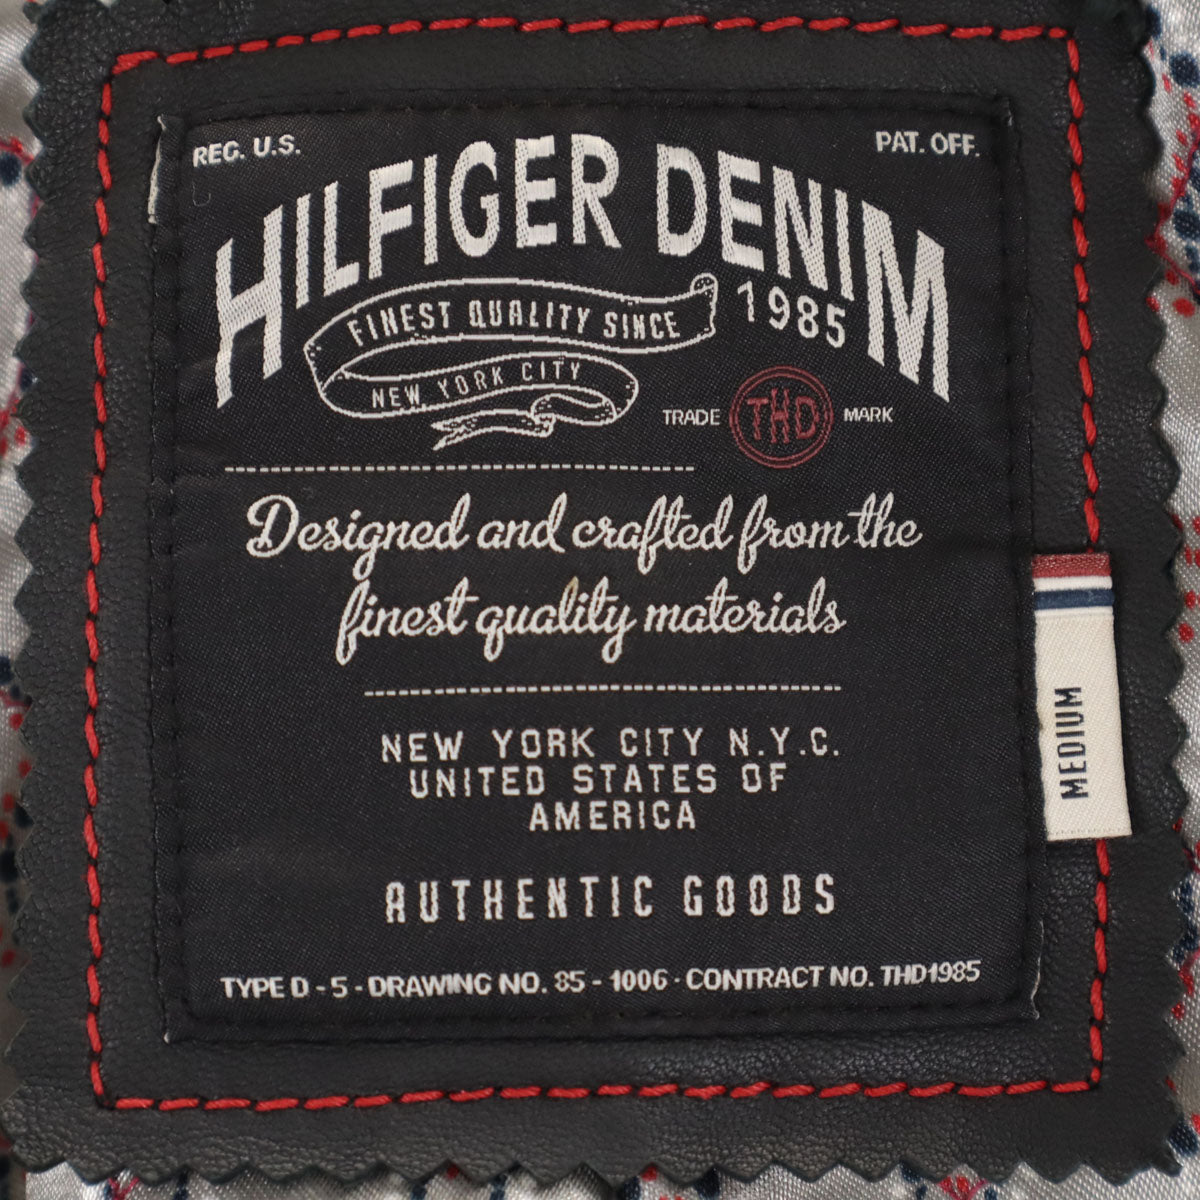 REG. U.S.
PAT. OFF.
HILFIGER DENIM
FINEST QUALITY SINCE 1985
NEW YORK CITY
TRADE THD MARK
Designed and crafted from the
finest quality materials
NEW YORK CITY N.Y.C.
UNITED STATES OF
AMERICA
AUTHENTIC GOODS
TYPE D - 5 - DRAWING NO. 85 - 1006 - CONTRACT NO. THD1985
MEDIUM